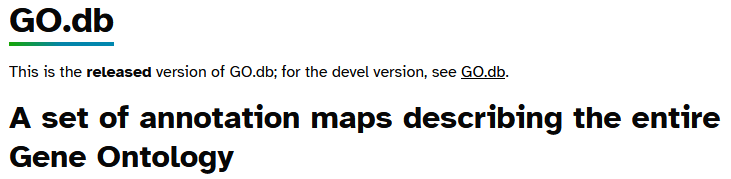 GO.db
This is the released version of GO.db; for the devel version, see GO.db.
A set of annotation maps describing the entire
Gene Ontology